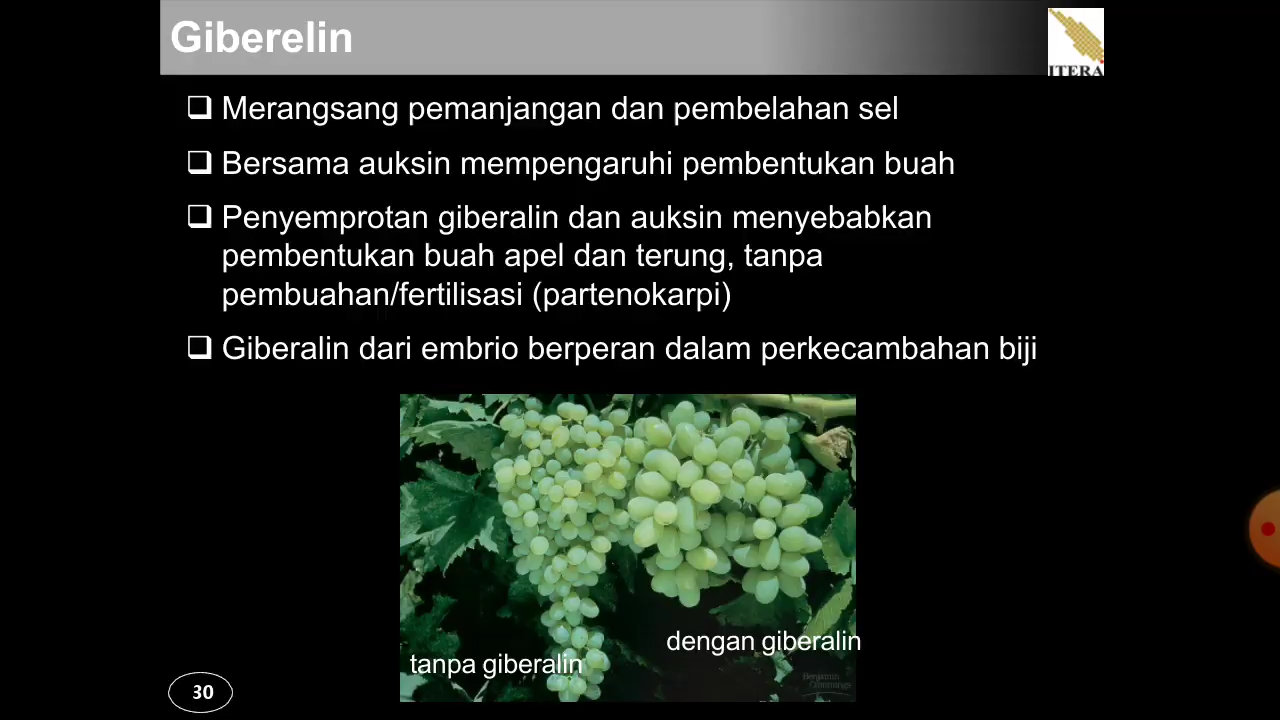 Giberelin
ITERA
Merangsang pemanjangan dan pembelahan sel
Bersama auksin mempengaruhi pembentukan buah
Penyemprotan giberalin dan auksin menyebabkan
pembentukan buah apel dan terung, tanpa
pembuahan/fertilisasi (partenokarpi)
Giberalin dari embrio berperan dalam perkecambahan biji
dengan giberalin
tanpa giberalin
Benjamin
Cummings
30